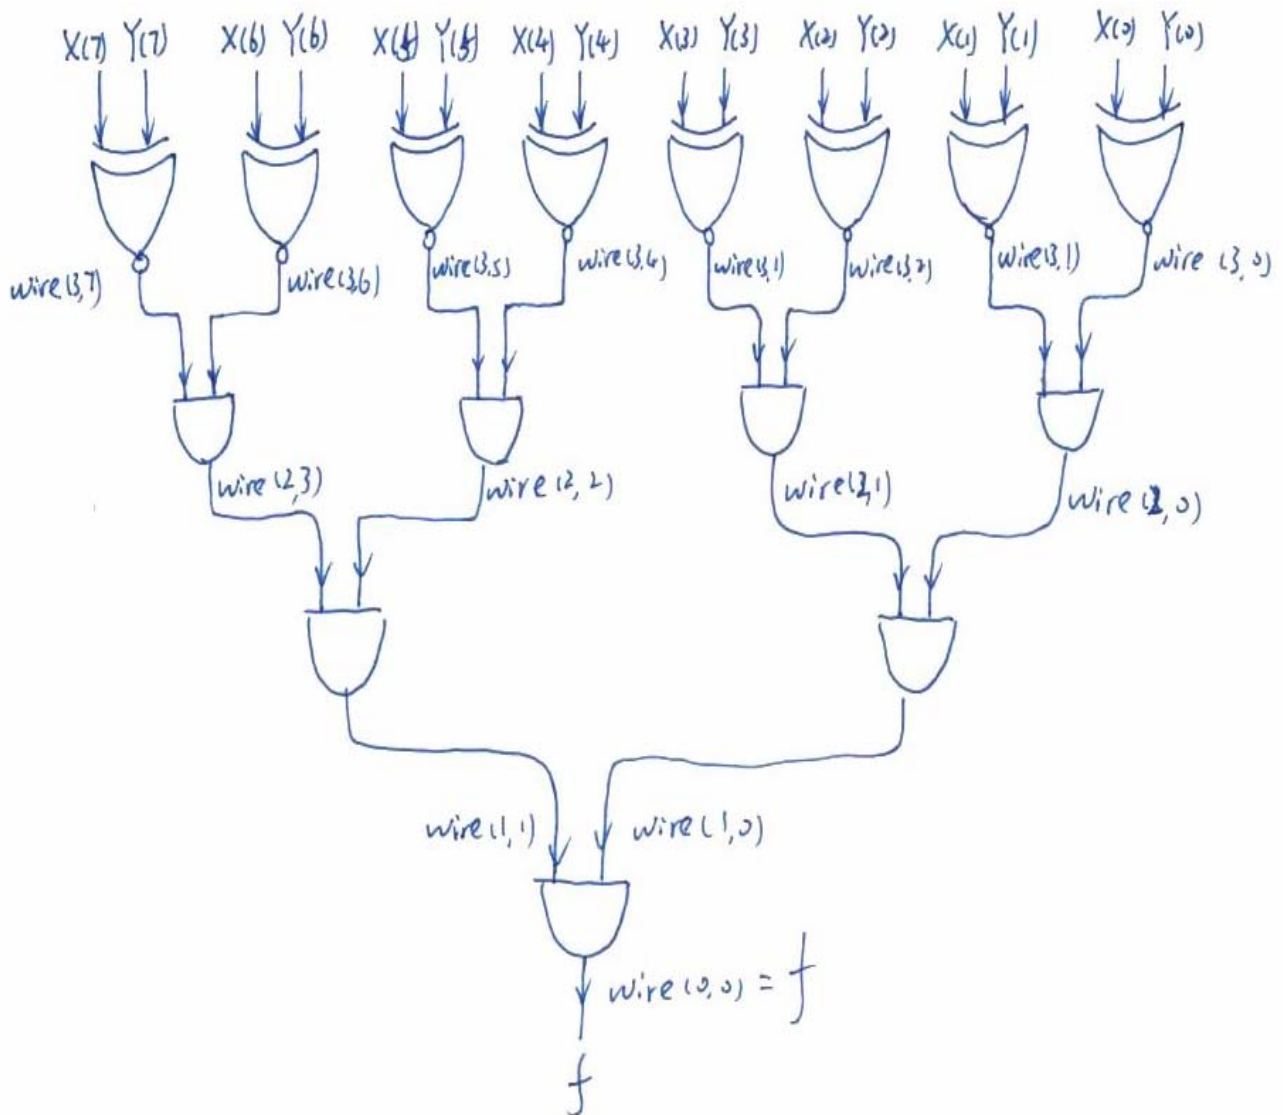 X(7) Y(7) X(6) Y(6) X(5) Y(5) X(4) Y(4) X(3) Y(3) X(2) Y(2) X(1) Y(1) X(0) Y(0)
wire(3,7) wire(3,6) wire(3,5) wire(3,4) wire(3,1) wire(3,2) wire(3,1) wire (3,0)
wire(2,3) wire(2,2) wire(2,1) wire(2,0)
wire(1,1) wire(1,0)
wire(0,0) = f
f